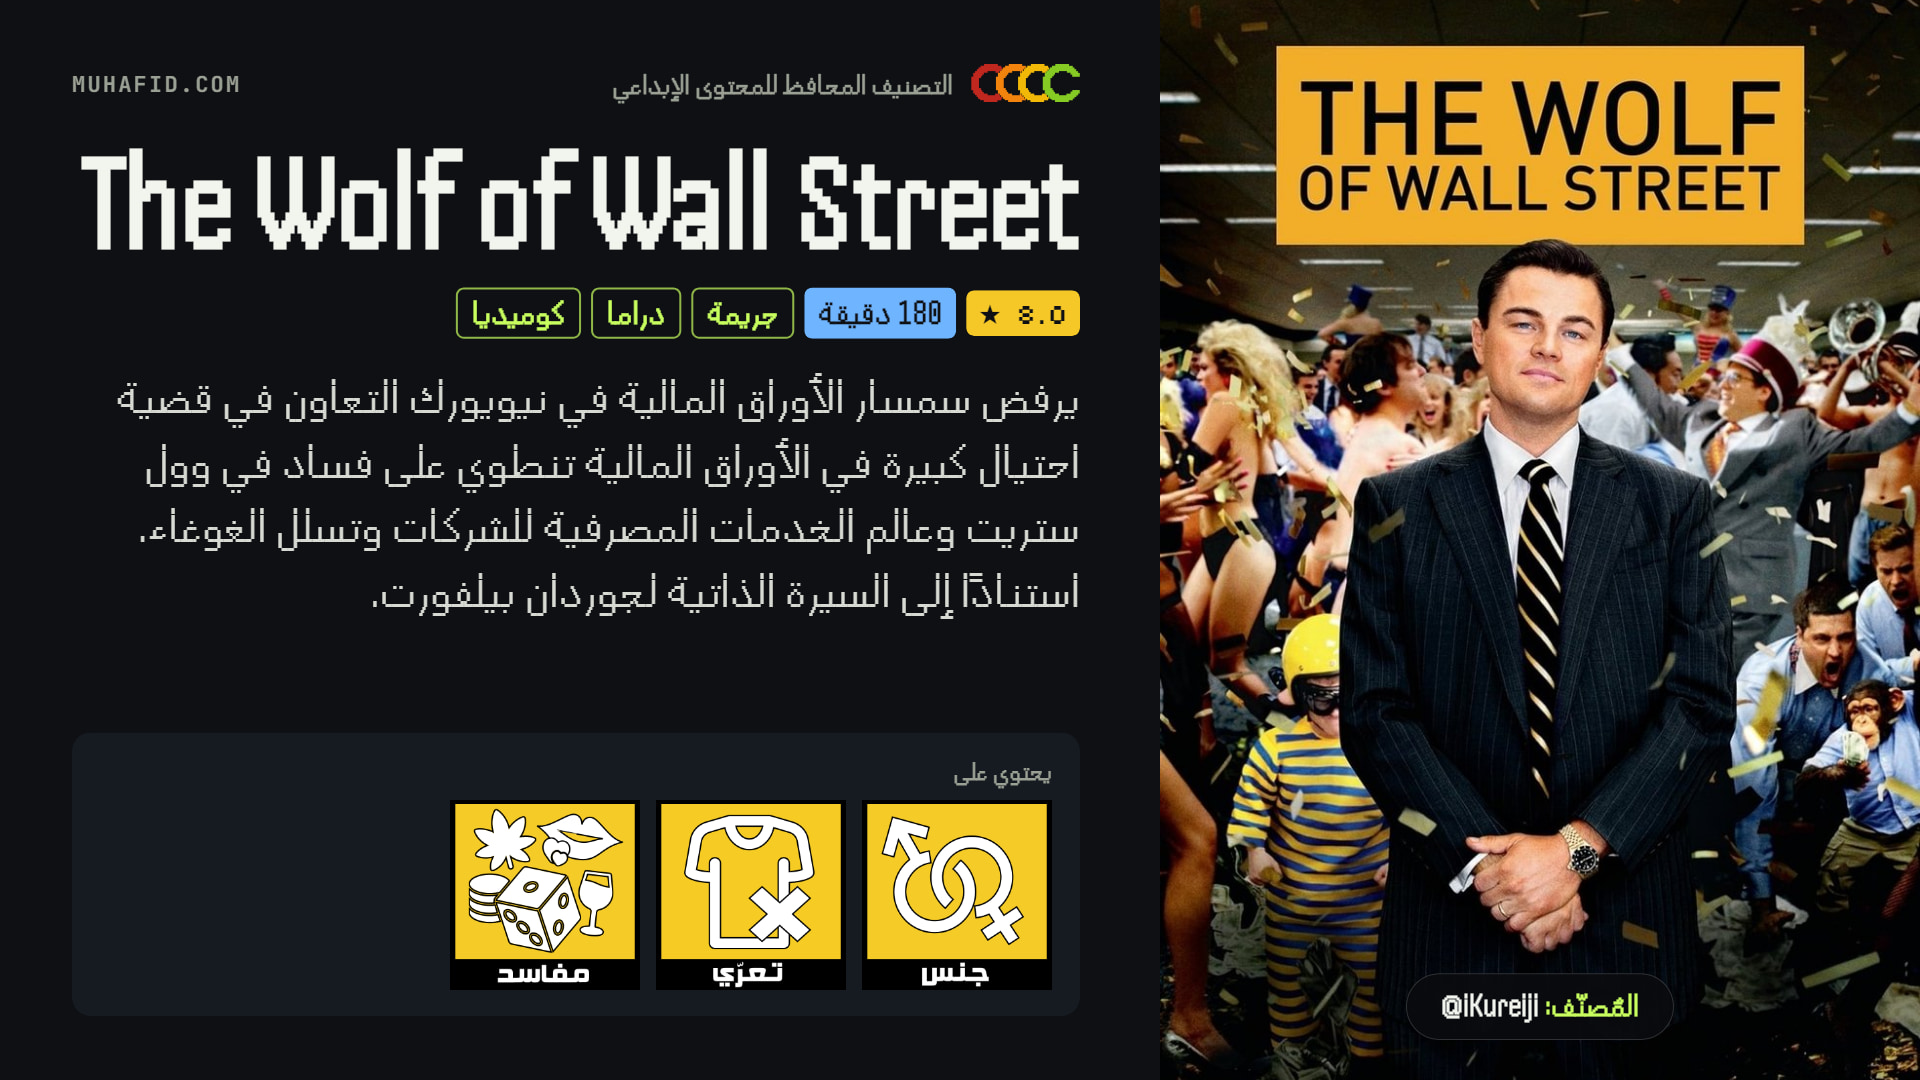 MUHAFID.COM
التصنيف المحافظ للمحتوى الإبداعي
The Wolf of Wall Street
★ 8.0
180 دقيقة
جريمة
دراما
كوميديا
يرفض سمسار الأوراق المالية في نيويورك التعاون في قضية
احتيال كبيرة في الأوراق المالية تنطوي على فساد في وول
ستريت وعالم الخدمات المصرفية للشركات وتسلل الغوغاء.
استنادًا إلى السيرة الذاتية لجوردان بيلفورت.
يحتوي على
جنس
تعرّي
مفاسد
THE WOLF
OF WALL STREET
المُصنّف: @iKureiji